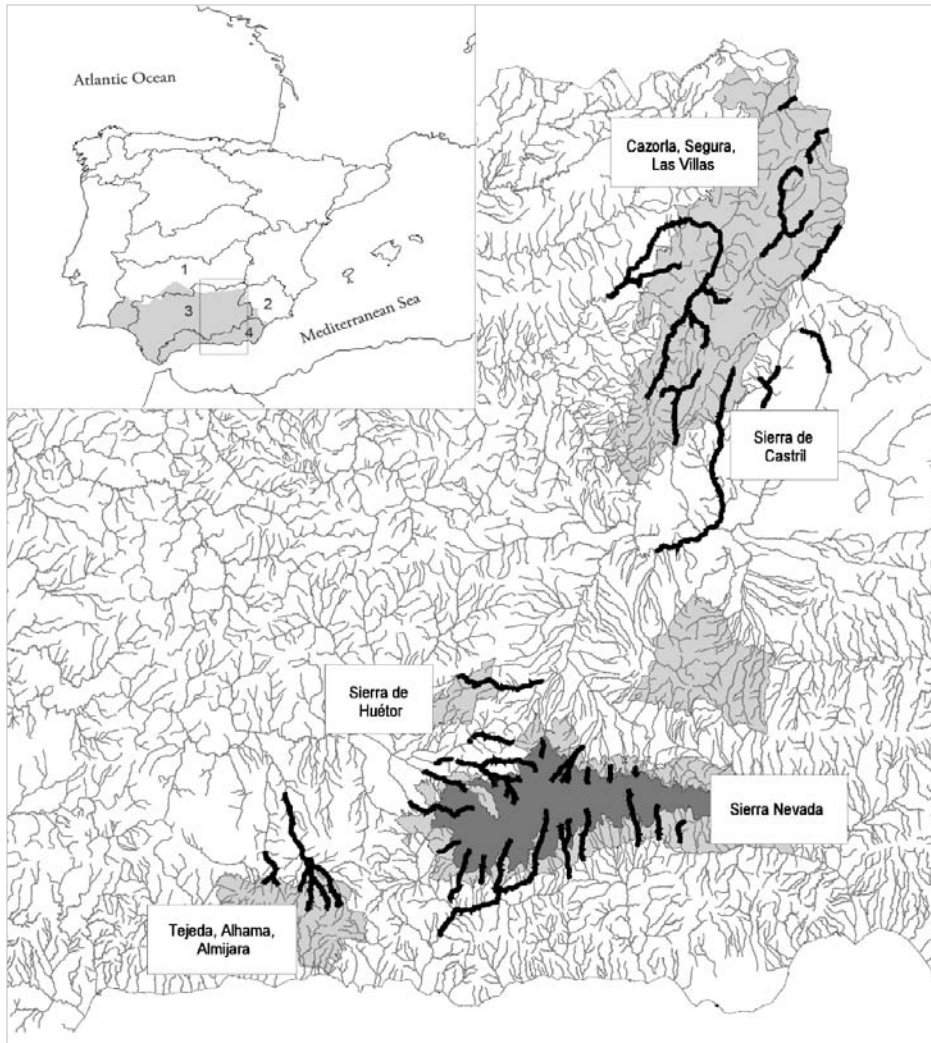 Atlantic Ocean
1
2
3
4
Mediterranean Sea
Cazorla, Segura,
Las Villas
Sierra de
Castril
Sierra de
Huétor
Sierra Nevada
Tejeda, Alhama,
Almijara